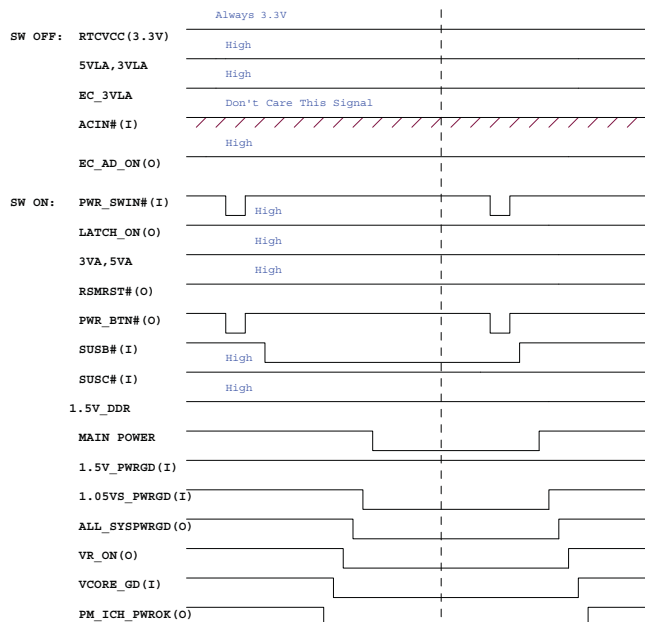 Always 3.3V
SW OFF: RTCVCC(3.3V)
High
5VLA,3VLA
High
EC_3VLA
Don't Care This Signal
ACIN#(I)
High
EC_AD_ON(O)
SW ON: PWR_SWIN#(I)
High
LATCH_ON(O)
High
3VA,5VA
High
RSMRST#(O)
PWR_BTN#(O)
SUSB#(I)
High
SUSC#(I)
High
1.5V_DDR
MAIN POWER
1.5V_PWRGD(I)
1.05VS_PWRGD(I)
ALL_SYSPWRGD(O)
VR_ON(O)
VCORE_GD(I)
PM_ICH_PWROK(O)